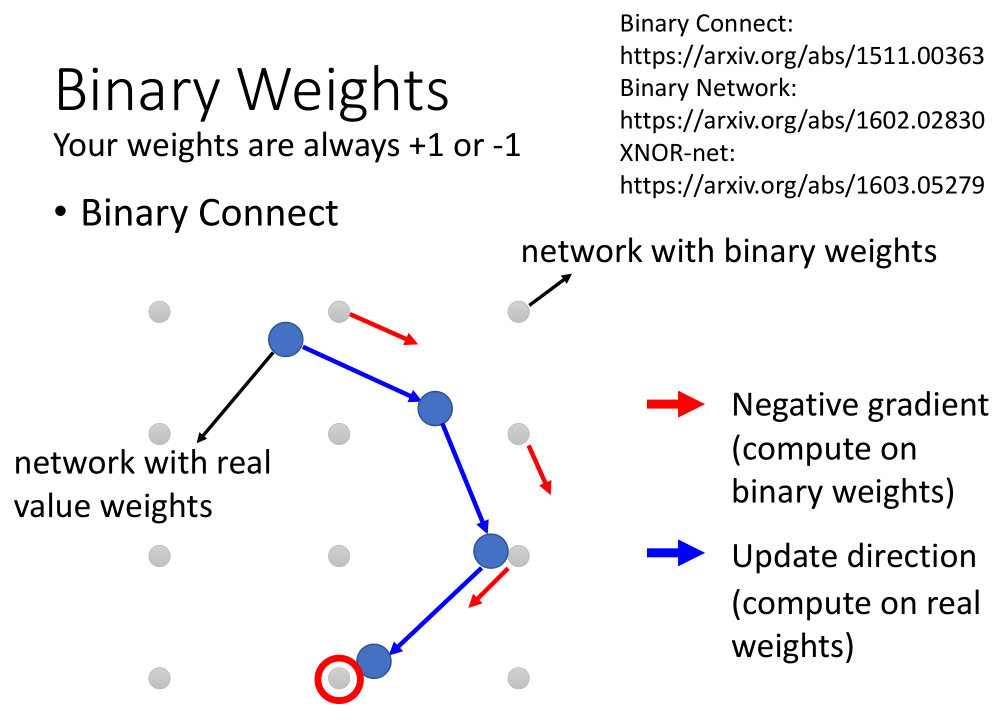 Binary Weights
Your weights are always +1 or -1
Binary Connect:
https://arxiv.org/abs/1511.00363
Binary Network:
https://arxiv.org/abs/1602.02830
XNOR-net:
https://arxiv.org/abs/1603.05279
• Binary Connect
network with binary weights
network with real
value weights
Negative gradient
(compute on
binary weights)
Update direction
(compute on real
weights)